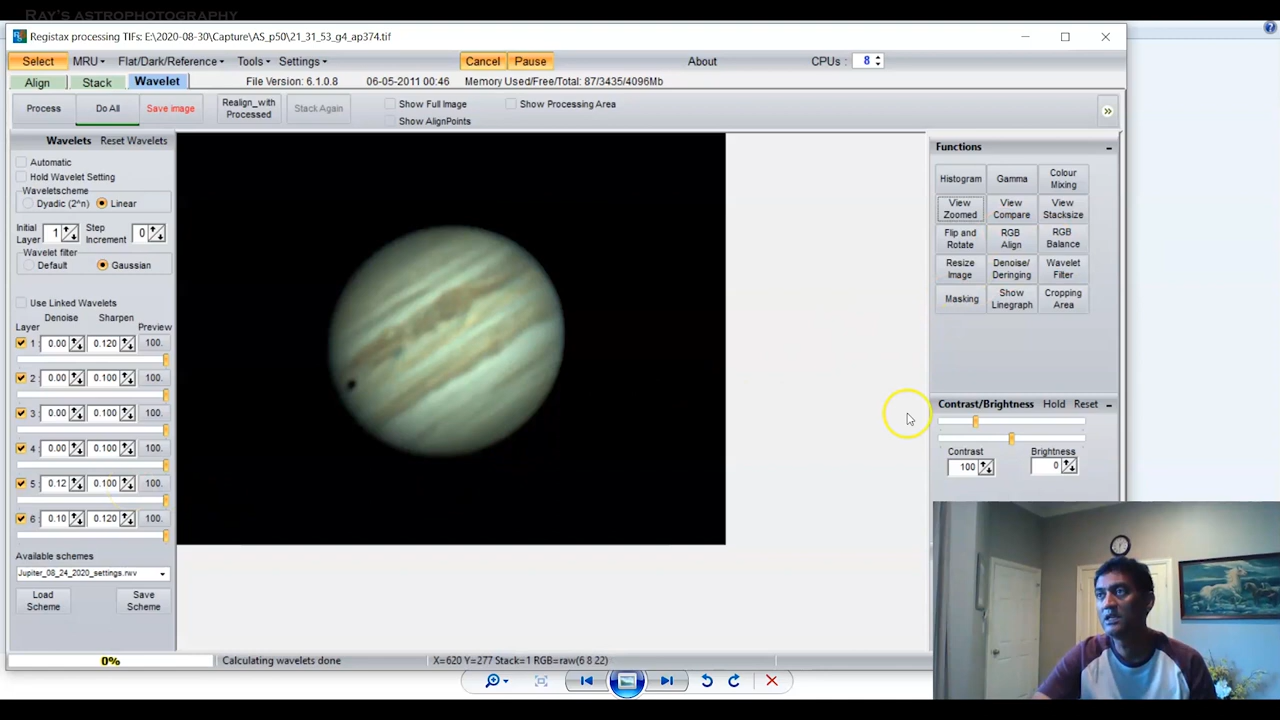 RAY'S ASTROPHOTOGRAPHY
Registax processing TIFs: E:\2020-08-30\Capture\AS_p50\21_31_53_g4_ap374.tif
Select MRU Flat/Dark/Reference Tools Settings Cancel Pause About CPUs: 8
Align Stack Wavelet File Version: 6.1.0.8 06-05-2011 00:46 Memory Used/Free/Total: 87/3435/4096Mb
Process Do All Save image Realign_with Processed Stack Again
Show Full Image Show Processing Area
Show AlignPoints
Wavelets Reset Wavelets
Automatic
Hold Wavelet Setting
Waveletscheme
Dyadic (2^n) Linear
Initial Layer 1 Step Increment 0
Wavelet filter
Default Gaussian
Use Linked Wavelets
Denoise Sharpen
Layer Preview
1 : 0.00 0.120 100.
2 : 0.00 0.100 100.
3 : 0.00 0.100 100.
4 : 0.00 0.100 100.
5 : 0.12 0.100 100.
6 : 0.10 0.120 100.
Available schemes
Jupiter_08_24_2020_settings.rwv
Load Scheme Save Scheme
Functions
Histogram Gamma Colour Mixing
View Zoomed View Compare View Stacksize
Flip and Rotate RGB Align RGB Balance
Resize Image Denoise/Deringing Wavelet Filter
Masking Show Linegraph Cropping Area
Contrast/Brightness Hold Reset
Contrast Brightness
100 0
0% Calculating wavelets done X=620 Y=277 Stack=1 RGB=raw(6 8 22)